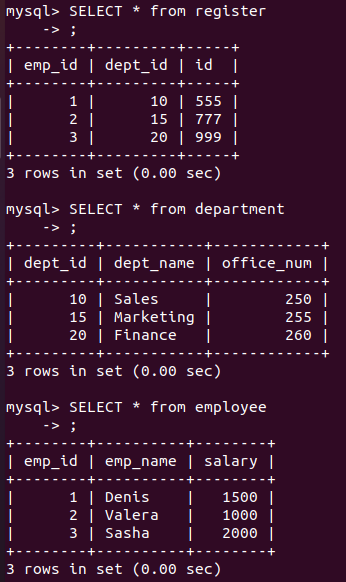 mysql> SELECT * from register
    -> ;
+--------+---------+-----+
| emp_id | dept_id | id  |
+--------+---------+-----+
|      1 |      10 | 555 |
|      2 |      15 | 777 |
|      3 |      20 | 999 |
+--------+---------+-----+
3 rows in set (0.00 sec)

mysql> SELECT * from department
    -> ;
+---------+-----------+------------+
| dept_id | dept_name | office_num |
+---------+-----------+------------+
|      10 | Sales     |        250 |
|      15 | Marketing |        255 |
|      20 | Finance   |        260 |
+---------+-----------+------------+
3 rows in set (0.00 sec)

mysql> SELECT * from employee
    -> ;
+--------+----------+--------+
| emp_id | emp_name | salary |
+--------+----------+--------+
|      1 | Denis    |   1500 |
|      2 | Valera   |   1000 |
|      3 | Sasha    |   2000 |
+--------+----------+--------+
3 rows in set (0.00 sec)